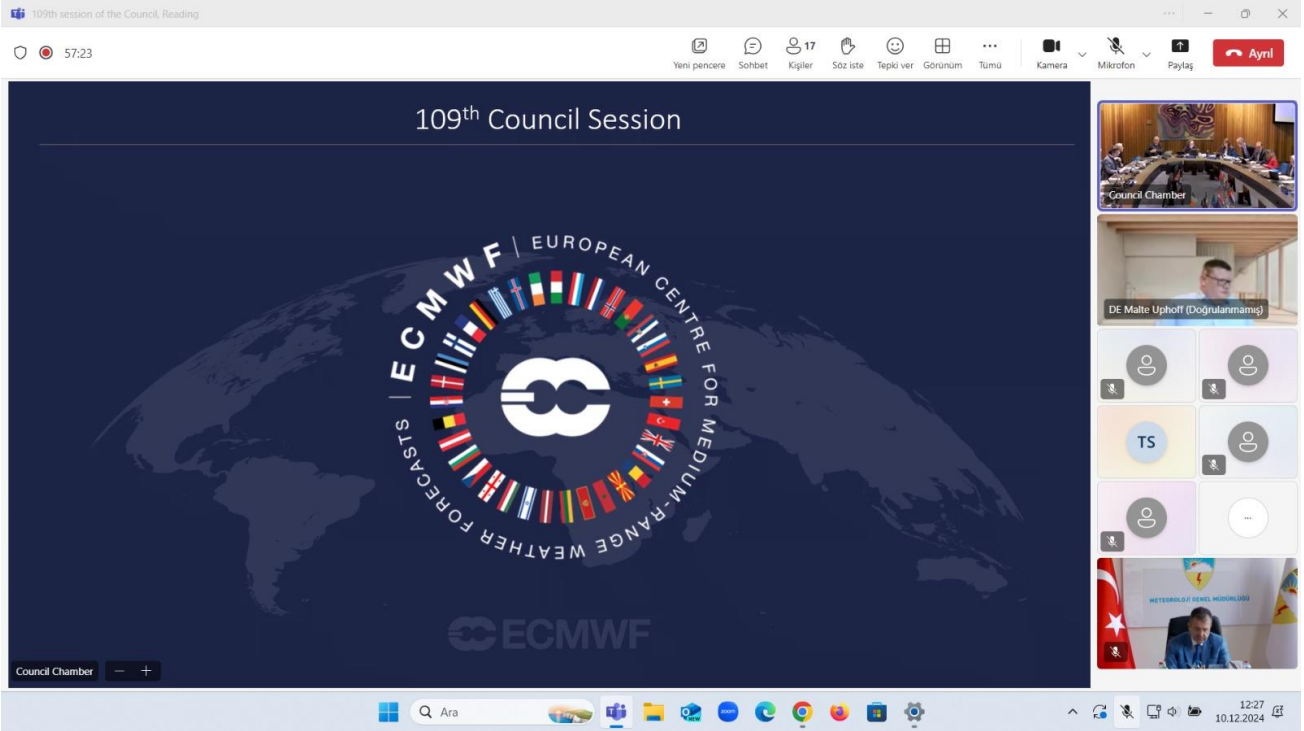 109th session of the Council, Reading
57:23
Yeni pencere
Sohbet
17
Kişiler
Söz iste
Tepki ver
Görünüm
Tümü
Kamera
Mikrofon
Paylaş
Ayrıl
109th Council Session
ECMWF | EUROPEAN CENTRE FOR MEDIUM-RANGE WEATHER FORECASTS |
ECMWF
Council Chamber
Council Chamber
DE Malte Uphoff (Doğrulanmamış)
TS
METEOROLOJİ GENEL MÜDÜRLÜĞÜ
Ara
NEW
zoom
12:27
10.12.2024